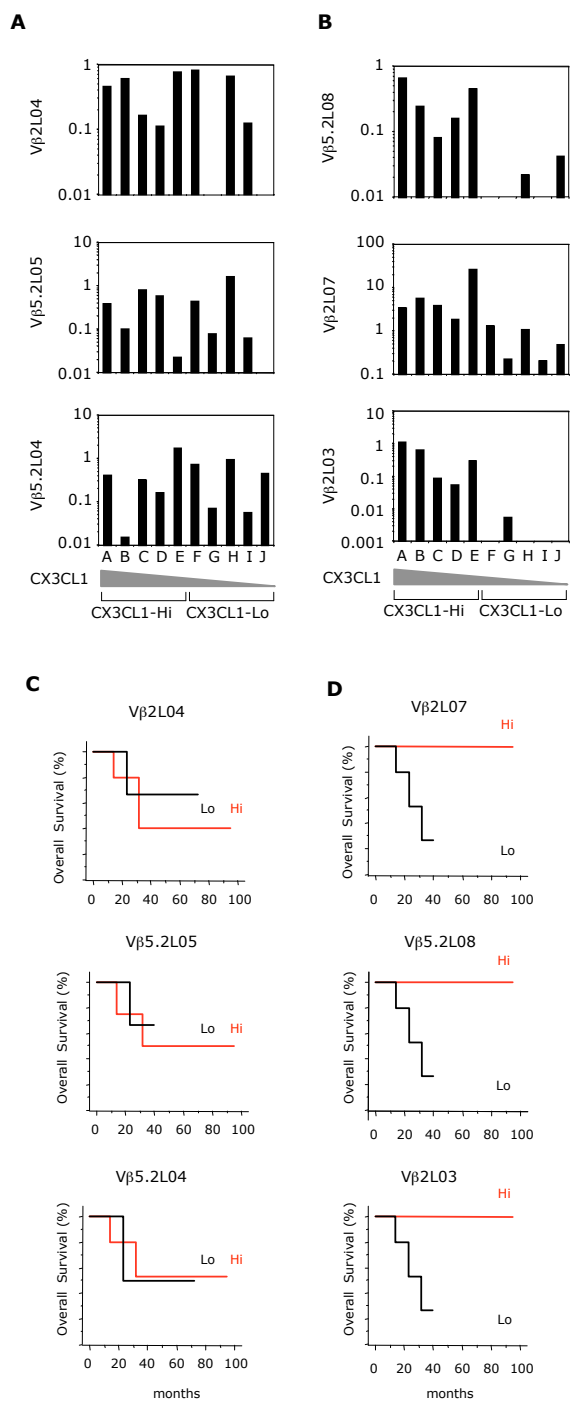 A
Vβ2L04
1
0.1
0.01
Vβ5.2L05
10
1
0.1
0.01
Vβ5.2L04
10
1
0.1
0.01
A B C D E F G H I J
CX3CL1
CX3CL1-Hi CX3CL1-Lo
B
Vβ5.2L08
1
0.1
0.01
Vβ2L07
100
10
1
0.1
Vβ2L03
10
1
0.1
0.01
0.001
A B C D E F G H I J
CX3CL1-Hi CX3CL1-Lo
C
Vβ2L04
Overall Survival (%)
Lo Hi
0 20 40 60 80 100
Vβ5.2L05
Overall Survival (%)
Lo Hi
0 20 40 60 80 100
Vβ5.2L04
Overall Survival (%)
Lo Hi
0 20 40 60 80 100
months
D
Vβ2L07
Overall Survival (%)
Hi
Lo
0 20 40 60 80 100
Vβ5.2L08
Overall Survival (%)
Hi
Lo
0 20 40 60 80 100
Vβ2L03
Overall Survival (%)
Hi
Lo
0 20 40 60 80 100
months